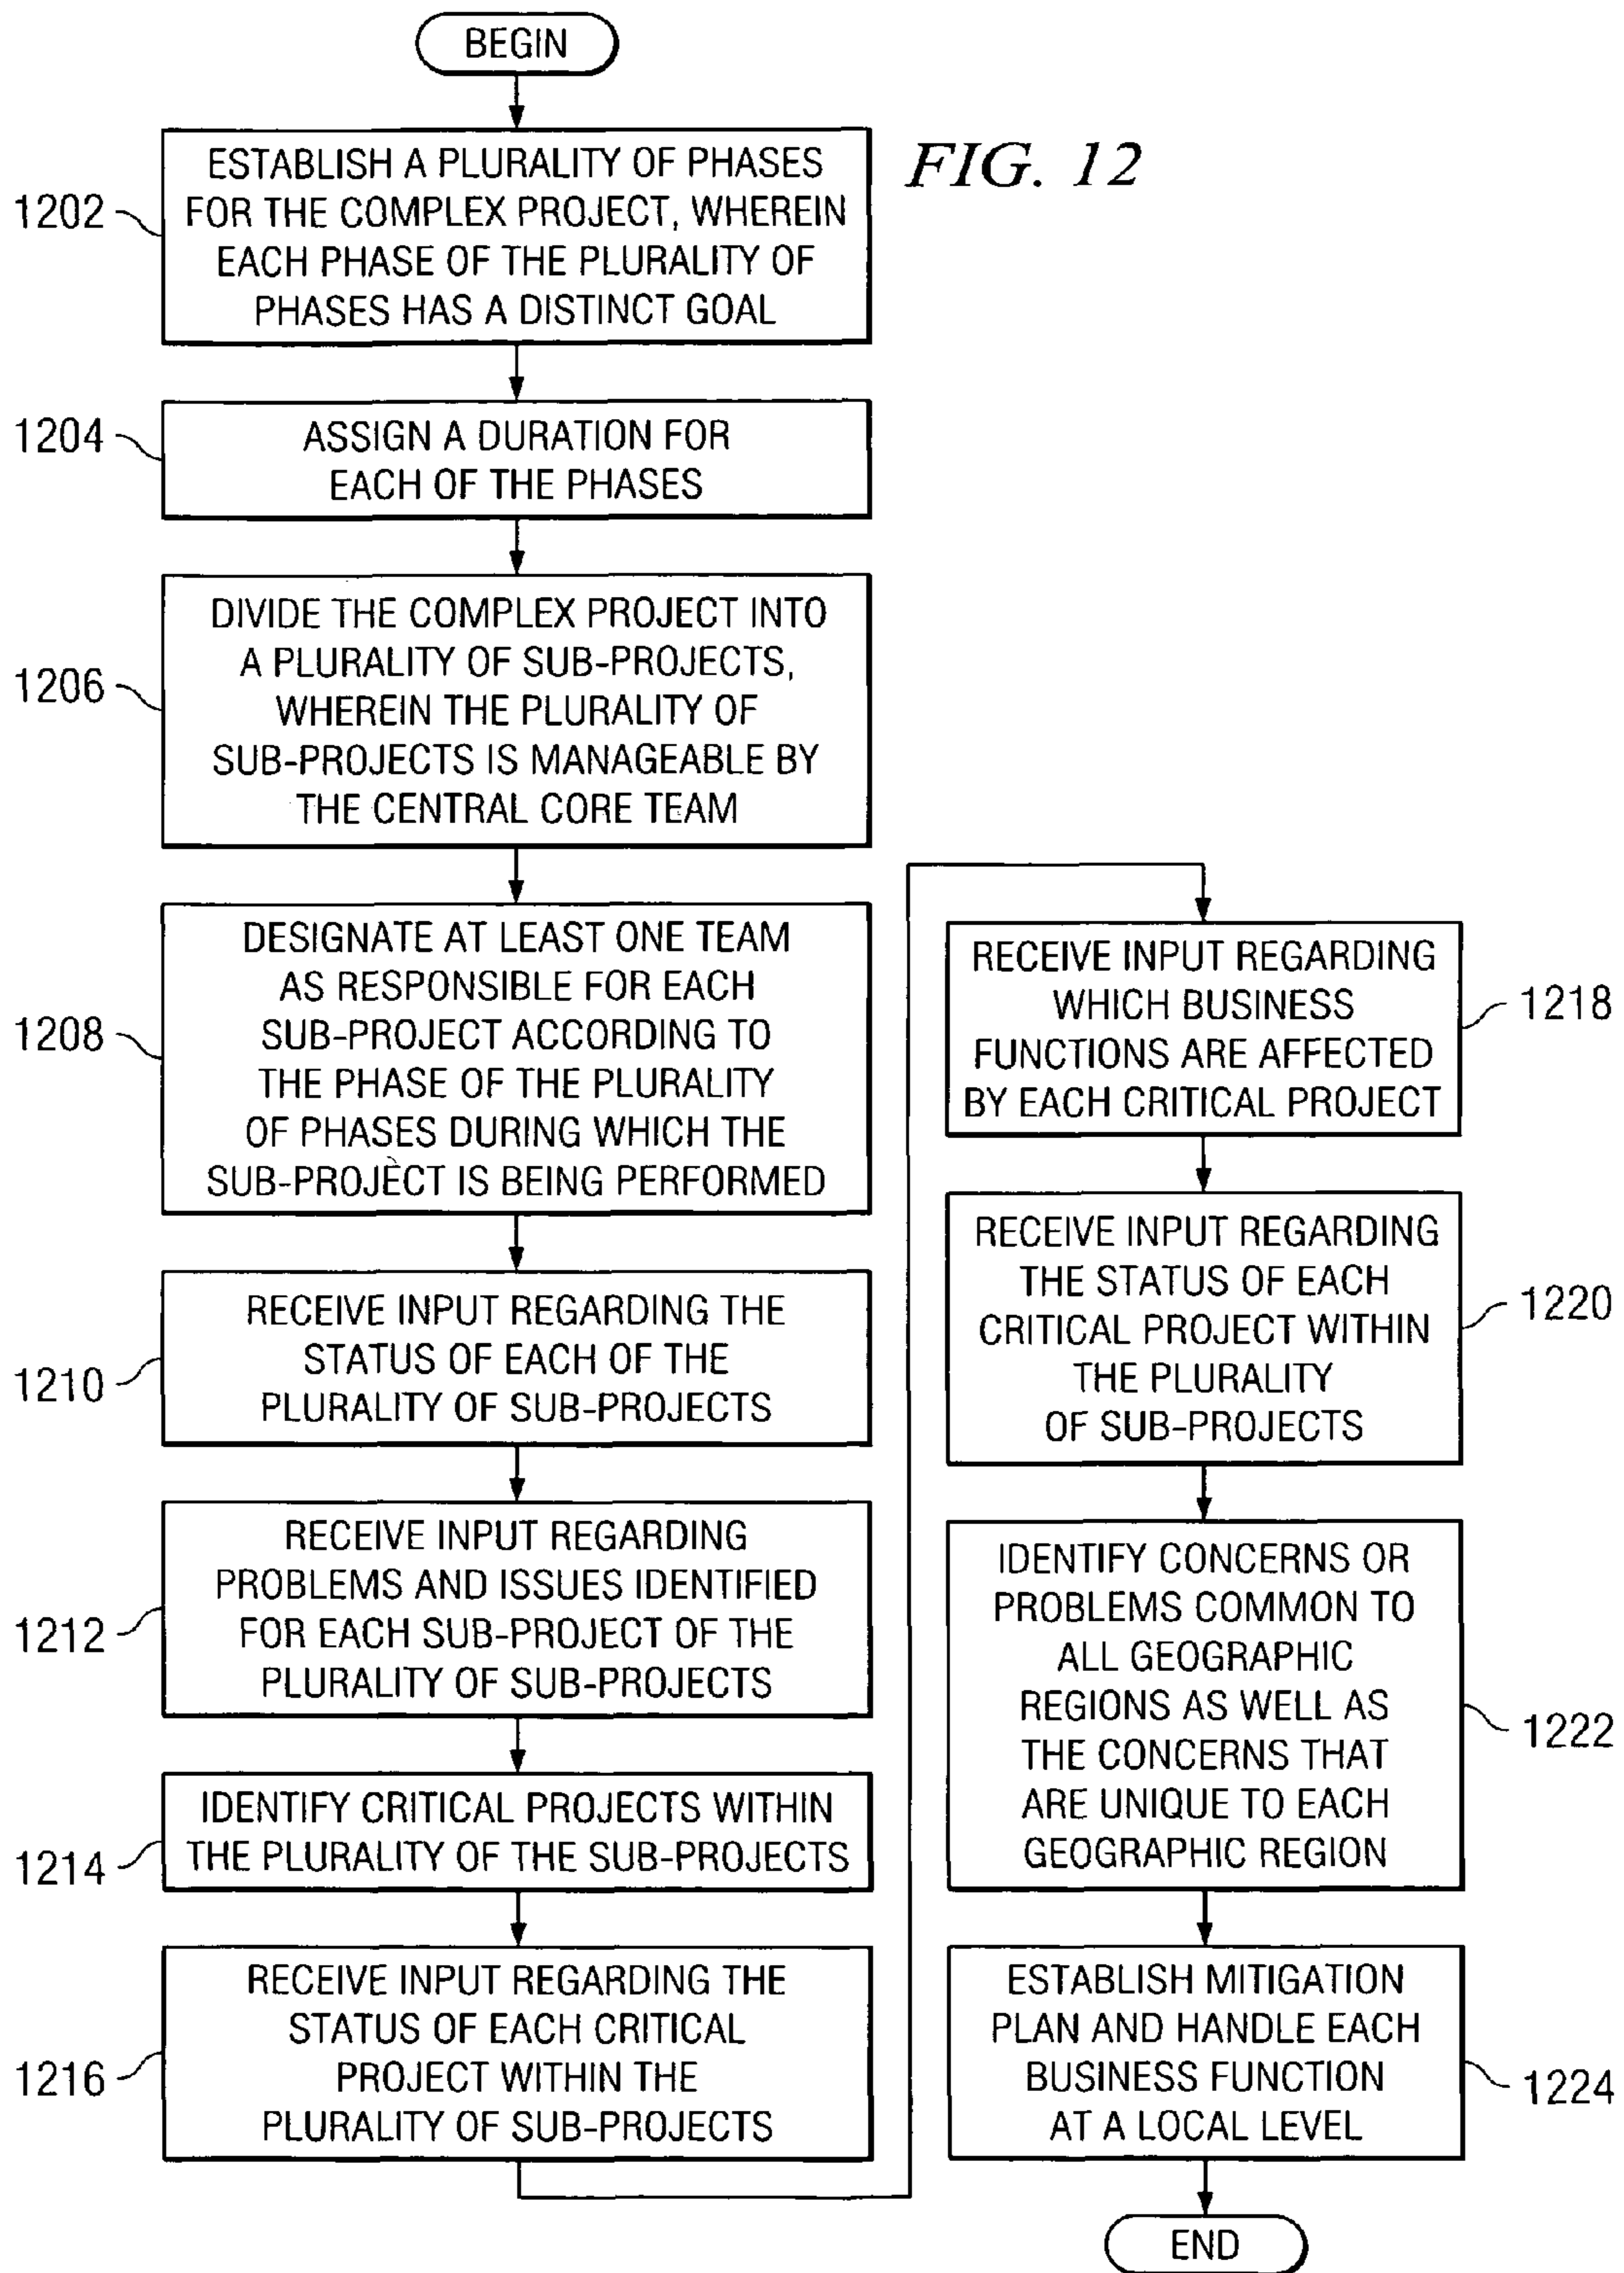 BEGIN
FIG. 12
1202
ESTABLISH A PLURALITY OF PHASES
FOR THE COMPLEX PROJECT, WHEREIN
EACH PHASE OF THE PLURALITY OF
PHASES HAS A DISTINCT GOAL
1204
ASSIGN A DURATION FOR
EACH OF THE PHASES
1206
DIVIDE THE COMPLEX PROJECT INTO
A PLURALITY OF SUB-PROJECTS,
WHEREIN THE PLURALITY OF
SUB-PROJECTS IS MANAGEABLE BY
THE CENTRAL CORE TEAM
1208
DESIGNATE AT LEAST ONE TEAM
AS RESPONSIBLE FOR EACH
SUB-PROJECT ACCORDING TO
THE PHASE OF THE PLURALITY
OF PHASES DURING WHICH THE
SUB-PROJECT IS BEING PERFORMED
1210
RECEIVE INPUT REGARDING THE
STATUS OF EACH OF THE
PLURALITY OF SUB-PROJECTS
1212
RECEIVE INPUT REGARDING
PROBLEMS AND ISSUES IDENTIFIED
FOR EACH SUB-PROJECT OF THE
PLURALITY OF SUB-PROJECTS
1214
IDENTIFY CRITICAL PROJECTS WITHIN
THE PLURALITY OF THE SUB-PROJECTS
1216
RECEIVE INPUT REGARDING THE
STATUS OF EACH CRITICAL
PROJECT WITHIN THE
PLURALITY OF SUB-PROJECTS
RECEIVE INPUT REGARDING
WHICH BUSINESS
FUNCTIONS ARE AFFECTED
BY EACH CRITICAL PROJECT
1218
RECEIVE INPUT REGARDING
THE STATUS OF EACH
CRITICAL PROJECT WITHIN
THE PLURALITY
OF SUB-PROJECTS
1220
IDENTIFY CONCERNS OR
PROBLEMS COMMON TO
ALL GEOGRAPHIC
REGIONS AS WELL AS
THE CONCERNS THAT
ARE UNIQUE TO EACH
GEOGRAPHIC REGION
1222
ESTABLISH MITIGATION
PLAN AND HANDLE EACH
BUSINESS FUNCTION
AT A LOCAL LEVEL
1224
END